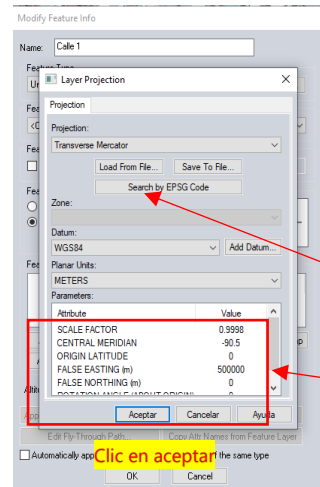 Modify Feature Info
Name: Calle 1
Layer Projection
Projection
Projection:
Transverse Mercator
Load From File... Save To File...
Search by EPSG Code
Zone:
Datum:
WGS84 Add Datum...
Planar Units:
METERS
Parameters:
Attribute Value
SCALE FACTOR 0.9998
CENTRAL MERIDIAN -90.5
ORIGIN LATITUDE 0
FALSE EASTING (m) 500000
FALSE NORTHING (m) 0
Aceptar Cancelar Ayuda
Edit Fly-Through Path... Copy Attr Names from Feature Layer
Clic en aceptar
the same type
OK Cancel